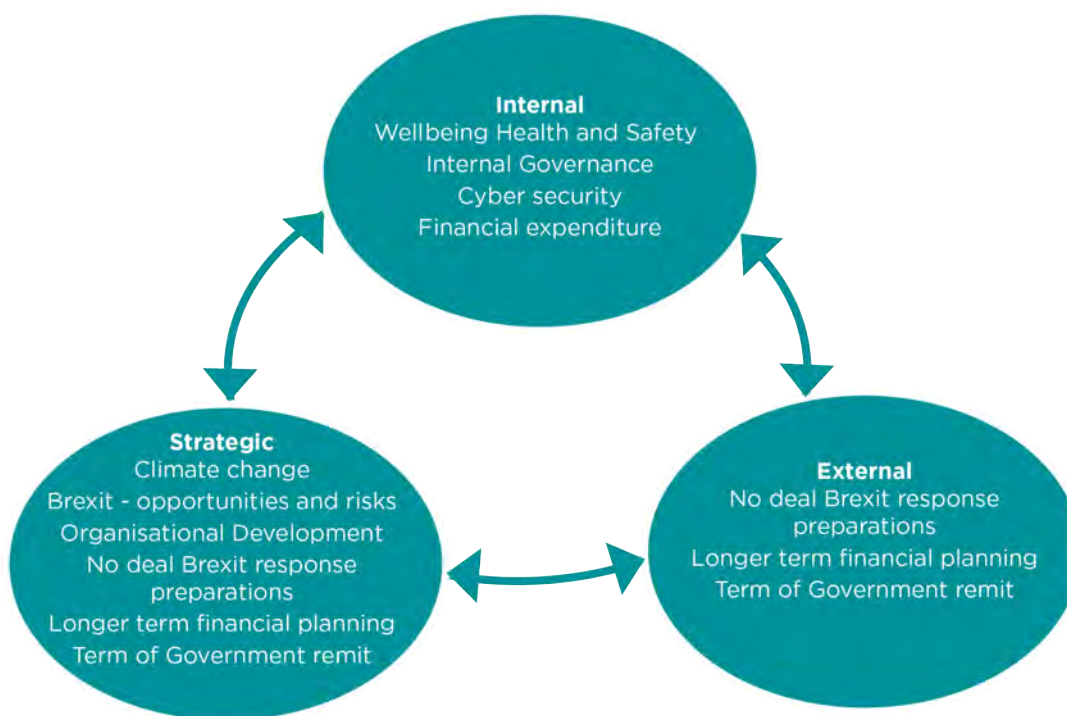 Internal
Wellbeing Health and Safety
Internal Governance
Cyber security
Financial expenditure
Strategic
Climate change
Brexit - opportunities and risks
Organisational Development
No deal Brexit response
preparations
Longer term financial planning
Term of Government remit
External
No deal Brexit response
preparations
Longer term financial planning
Term of Government remit